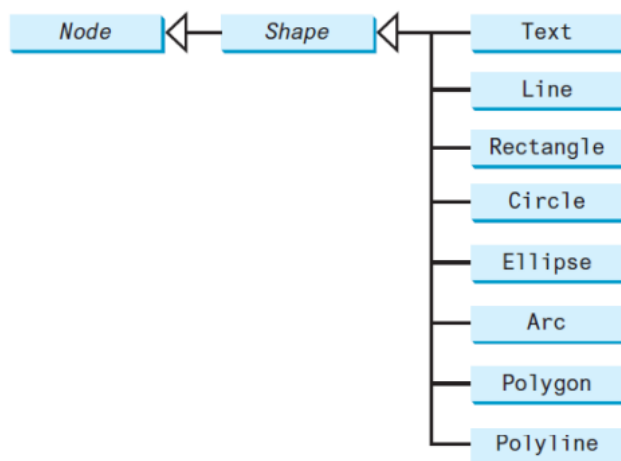 Node
Shape
Text
Line
Rectangle
Circle
Ellipse
Arc
Polygon
Polyline